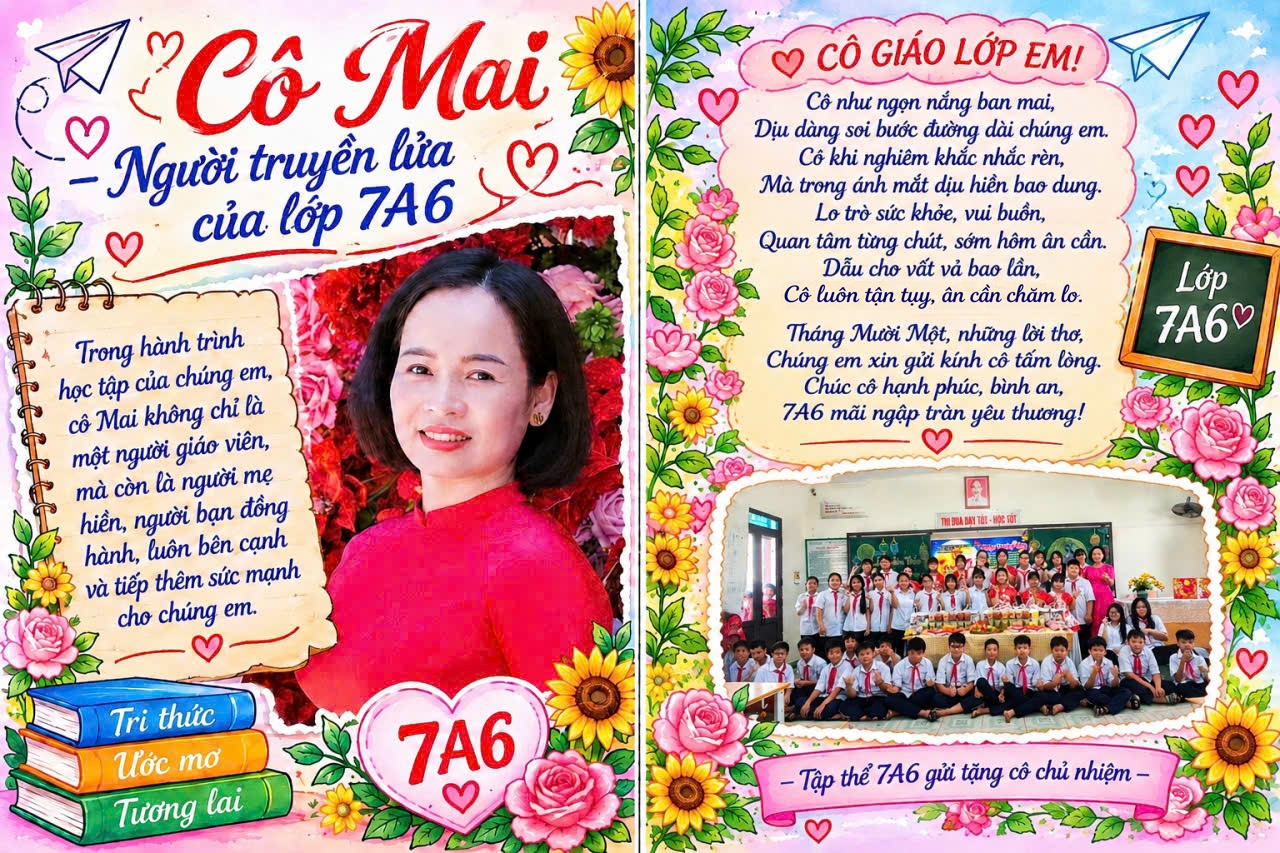 Cô Mai
– Người truyền lửa
của lớp 7A6
Trong hành trình
học tập của chúng em,
cô Mai không chỉ là
một người giáo viên,
mà còn là người mẹ
hiền, người bạn đồng
hành, luôn bên cạnh
và tiếp thêm sức mạnh
cho chúng em.
Tri thức
Ước mơ
Tương lai
7A6
CÔ GIÁO LỚP EM!
Cô như ngọn nắng ban mai,
Dịu dàng soi bước đường dài chúng em.
Cô khi nghiêm khắc nhắc rèn,
Mà trong ánh mắt dịu hiền bao dung.
Lo trò sức khỏe, vui buồn,
Quan tâm từng chút, sớm hôm ân cần.
Dẫu cho vất vả bao lần,
Cô luôn tận tụy, ân cần chăm lo.
Tháng Mười Một, những lời thơ,
Chúng em xin gửi kính cô tấm lòng.
Chúc cô hạnh phúc, bình an,
7A6 mãi ngập tràn yêu thương!
Lớp
7A6
THI ĐUA DẠY TỐT - HỌC TỐT
– Tập thể 7A6 gửi tặng cô chủ nhiệm –